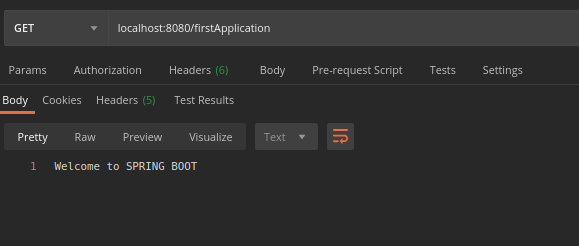 GET localhost:8080/firstApplication
Params Authorization Headers (6) Body Pre-request Script Tests Settings
Body Cookies Headers (5) Test Results
Pretty Raw Preview Visualize Text
1 Welcome to SPRING BOOT